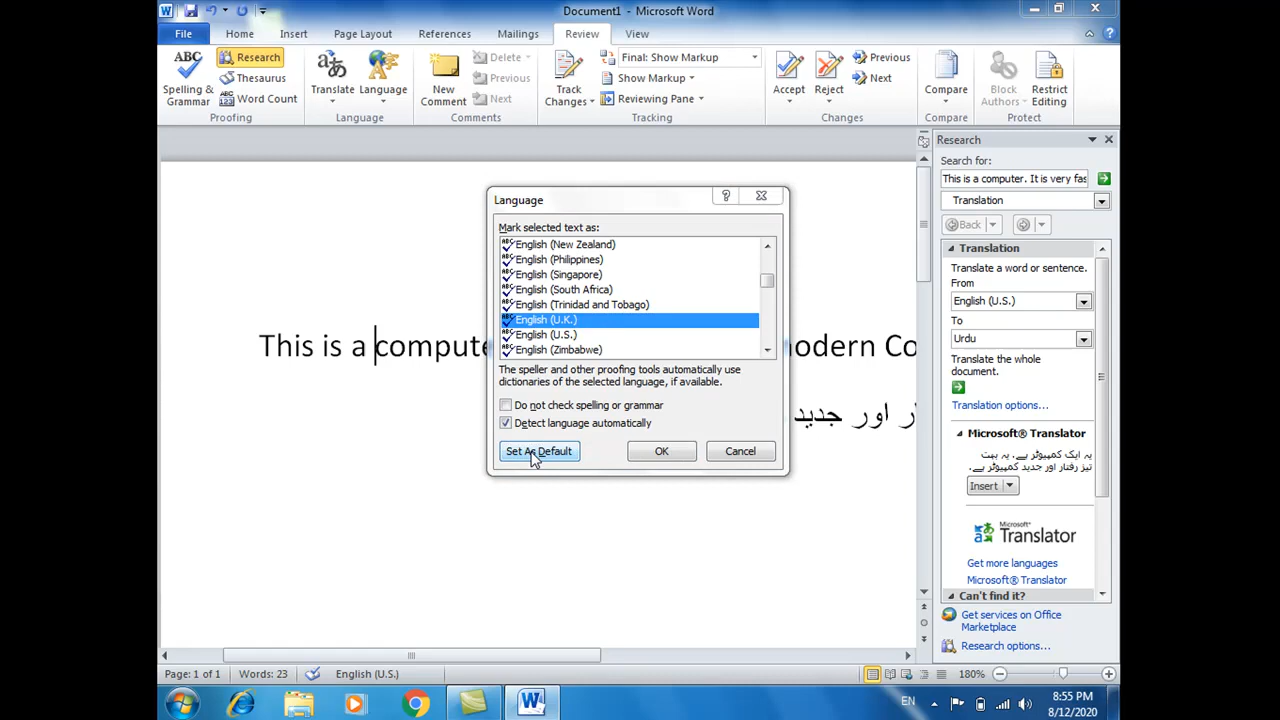 Document1 - Microsoft Word
File Home Insert Page Layout References Mailings Review View
ABC
Spelling & Grammar
Research
Thesaurus
ABC 123 Word Count
Proofing
Translate
Language
Language
New Comment
Delete
Previous
Next
Comments
Track Changes
Final: Show Markup
Show Markup
Reviewing Pane
Tracking
Accept
Reject
Previous
Next
Changes
Compare
Compare
Block Authors
Restrict Editing
Protect
This is a compute
modern Co
ر اور جدید
Language
Mark selected text as:
English (New Zealand)
English (Philippines)
English (Singapore)
English (South Africa)
English (Trinidad and Tobago)
English (U.K.)
English (U.S.)
English (Zimbabwe)
The speller and other proofing tools automatically use
dictionaries of the selected language, if available.
Do not check spelling or grammar
Detect language automatically
Set As Default OK Cancel
Research
Search for:
This is a computer. It is very fas
Translation
Back
Translation
Translate a word or sentence.
From
English (U.S.)
To
Urdu
Translate the whole
document.
Translation options...
Microsoft® Translator
یہ ایک کمپیوٹر ہے. یہ بہت
تیز رفتار اور جدید کمپیوٹر ہے
Insert
Microsoft®
Translator
Get more languages
Microsoft® Translator
Can't find it?
Get services on Office
Marketplace
Research options...
Page: 1 of 1 Words: 23 English (U.S.) 180%
EN
8:55 PM
8/12/2020